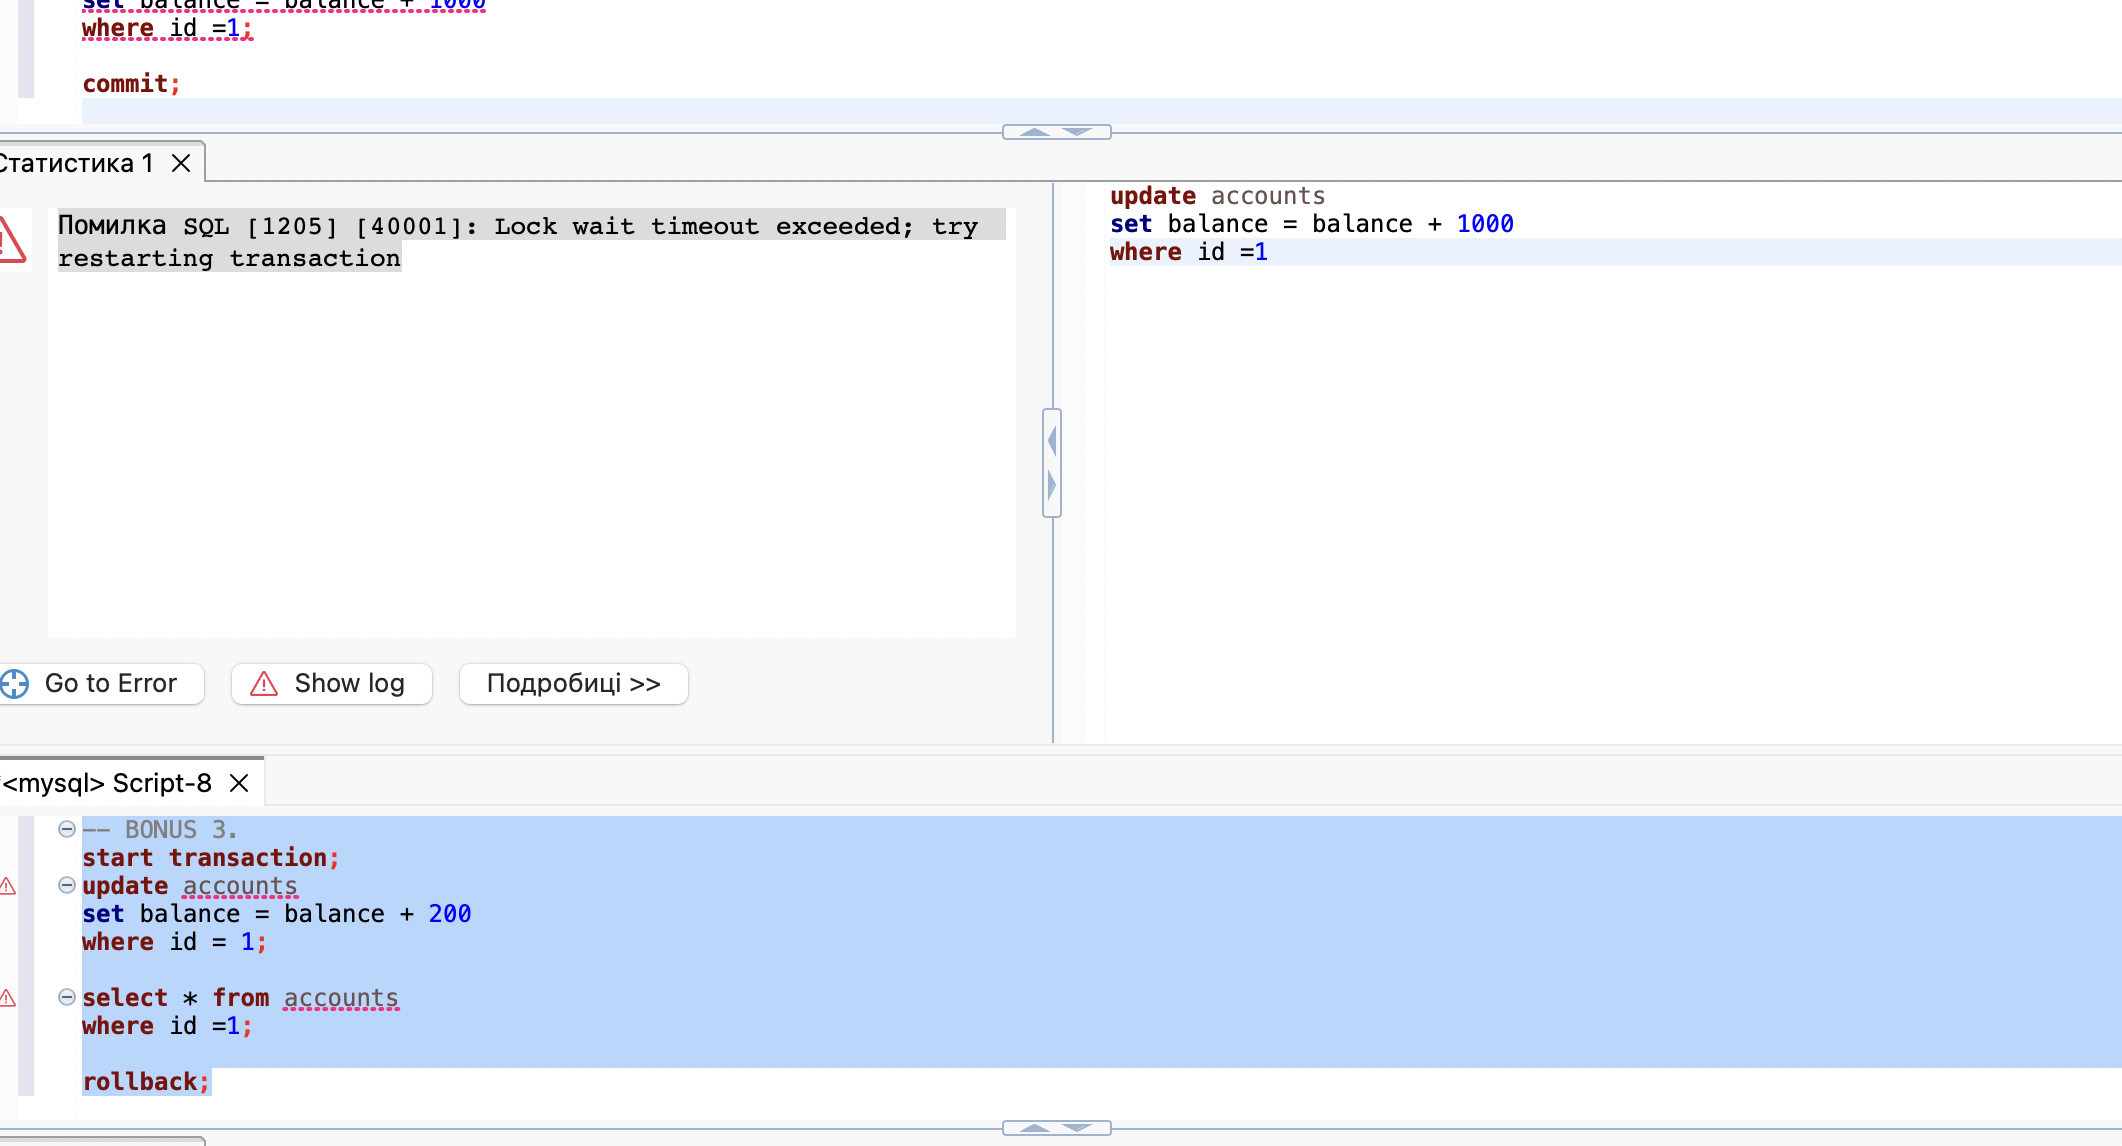 set balance = balance + 1000
where id =1;
commit;
Статистика 1
Помилка SQL [1205] [40001]: Lock wait timeout exceeded; try
restarting transaction
update accounts
set balance = balance + 1000
where id =1
Go to Error
Show log
Подробиці >>
<mysql> Script-8
-- BONUS 3.
start transaction;
update accounts
set balance = balance + 200
where id = 1;
select * from accounts
where id =1;
rollback;